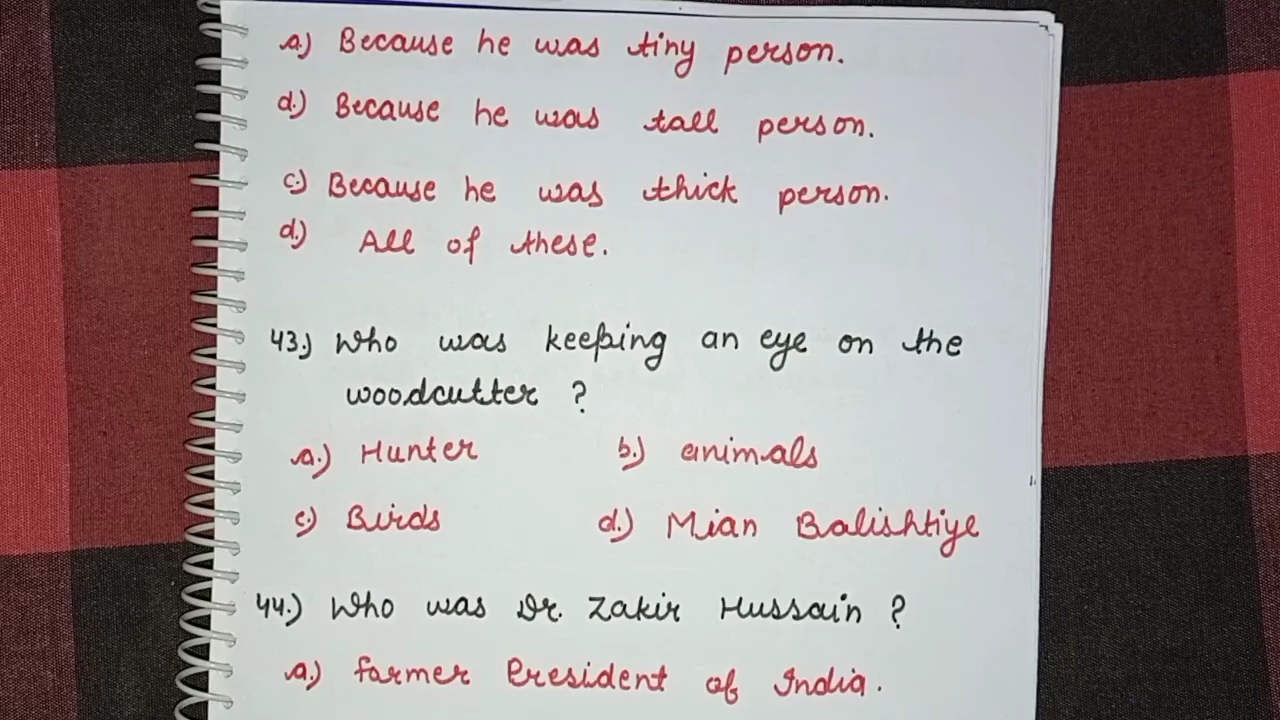 a.) Because he was tiny person.
d.) Because he was tall person.
c.) Because he was thick person.
d.) All of these.
43.) Who was keeping an eye on the
woodcutter ?
a.) Hunter b.) animals
c.) Birds d.) Mian Balishtiye
44.) Who was Dr. Zakir Hussain ?
a.) farmer President of India.